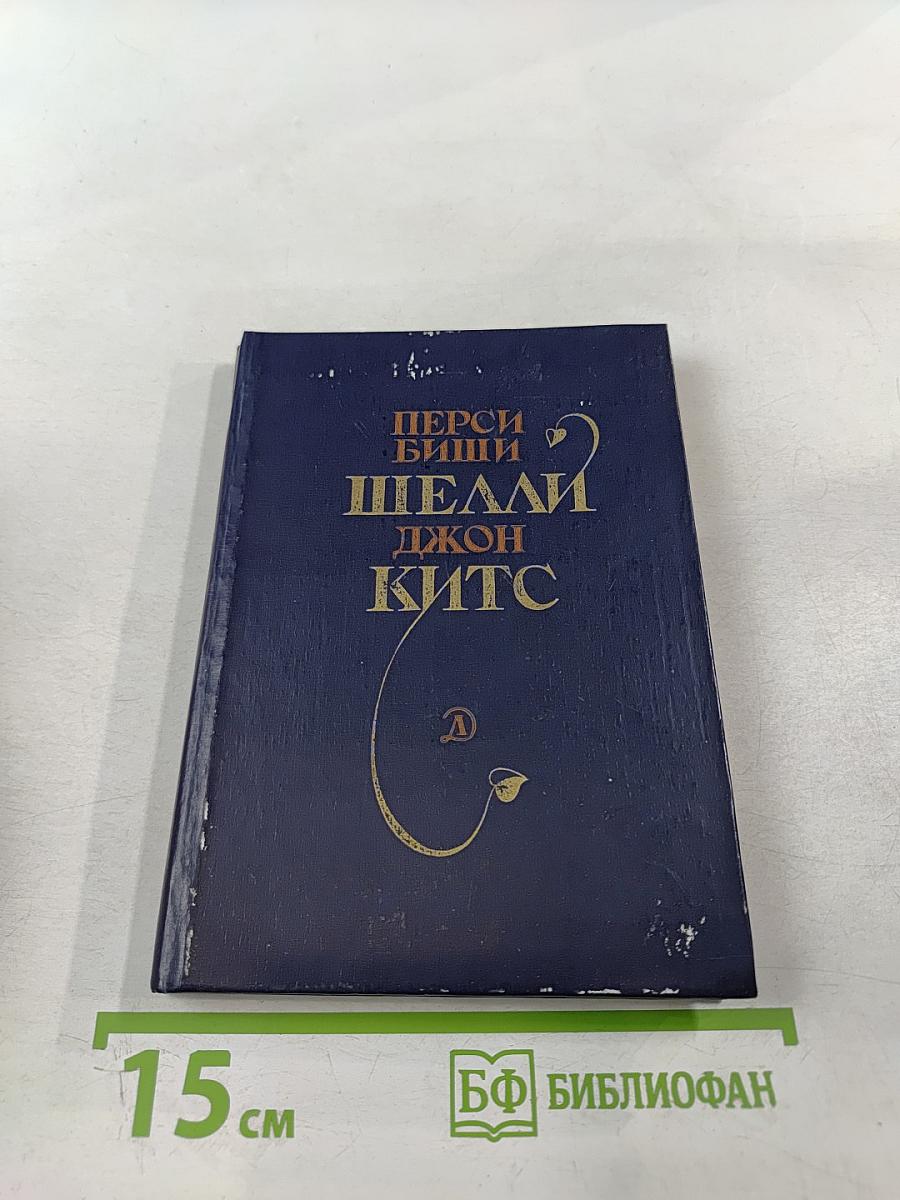 ПЕРСИ
БИШИ
ШЕЛЛИ
ДЖОН
КИТС
Д
15 см
БФ БИБЛИОФАН